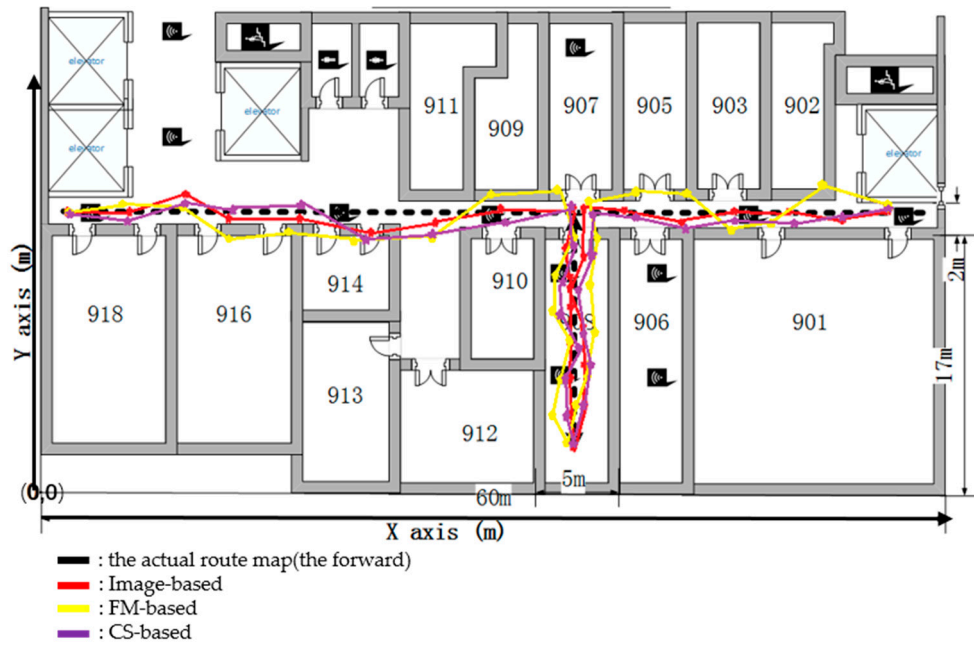 elevator
elevator
elevator
elevator
911
909
907
905
903
902
918
916
914
913
910
912
906
901
Y axis (m)
2m
17m
(0,0)
60m
5m
X axis (m)
: the actual route map(the forward)
: Image-based
: FM-based
: CS-based